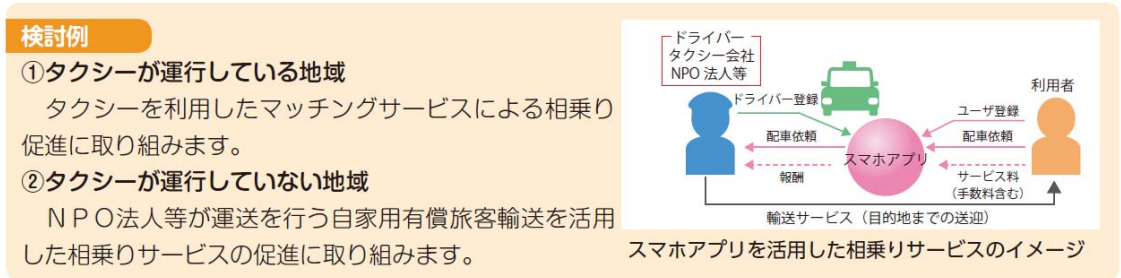 検討例
①タクシーが運行している地域
　タクシーを利用したマッチングサービスによる相乗り
促進に取り組みます。
②タクシーが運行していない地域
　ＮＰＯ法人等が運送を行う自家用有償旅客輸送を活用
した相乗りサービスの促進に取り組みます。
ドライバー
タクシー会社
NPO 法人等
利用者
ドライバー登録
ユーザ登録
配車依頼
配車依頼
スマホアプリ
報酬
サービス料
(手数料含む)
輸送サービス（目的地までの送迎）
スマホアプリを活用した相乗りサービスのイメージ